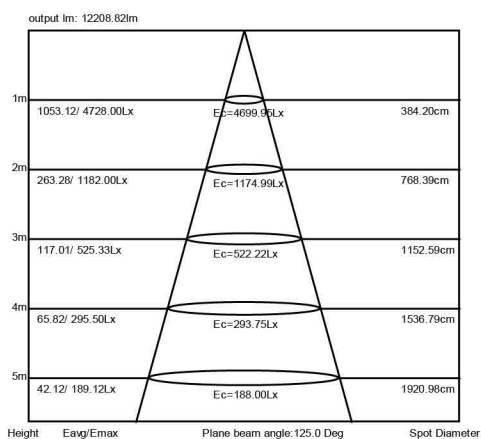 output lm: 12208.82lm
1m
1053.12/ 4728.00Lx
Ec=4699.95Lx
384.20cm
2m
263.28/ 1182.00Lx
Ec=1174.99Lx
768.39cm
3m
117.01/ 525.33Lx
Ec=522.22Lx
1152.59cm
4m
65.82/ 295.50Lx
Ec=293.75Lx
1536.79cm
5m
42.12/ 189.12Lx
Ec=188.00Lx
1920.98cm
Height Eavg/Emax Plane beam angle:125.0 Deg Spot Diameter